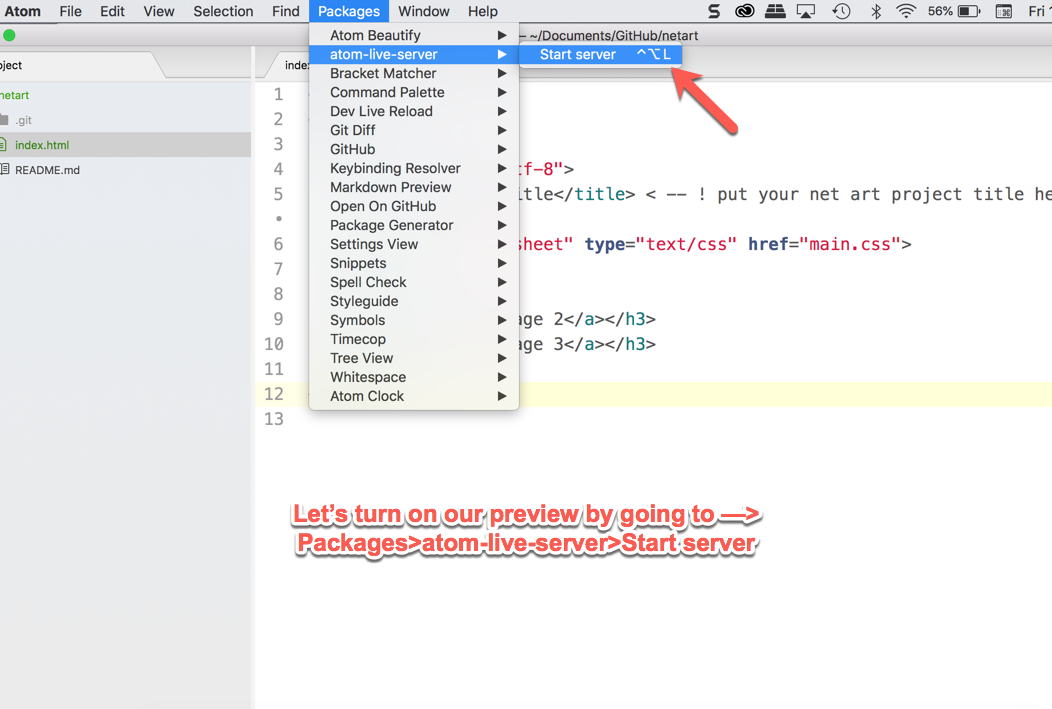 Atom File Edit View Selection Find Packages Window Help 56% Fri
— ~/Documents/GitHub/netart
Atom Beautify
atom-live-server
Start server ⌃⌥L
Bracket Matcher
Command Palette
Dev Live Reload
Git Diff
GitHub
Keybinding Resolver
Markdown Preview
Open On GitHub
Package Generator
Settings View
Snippets
Spell Check
Styleguide
Symbols
Timecop
Tree View
Whitespace
Atom Clock
oject
netart
.git
index.html
README.md
inde
1
2
3
4 tf-8">
5 itle</title> < -- ! put your net art project title he
•
6 sheet" type="text/css" href="main.css">
7
8
9 age 2</a></h3>
10 age 3</a></h3>
11
12
13
Let's turn on our preview by going to —>
Packages>atom-live-server>Start server